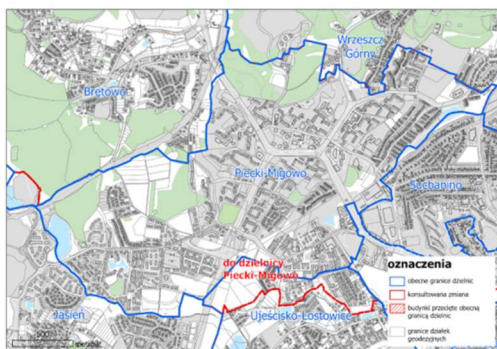 Wrzeszcz
Górny
Brętowo
Piecki-Migowo
Suchanino
do dzielnicy
Piecki-Migowo
Jasień
Ujeścisko-Łostowice
500
oznaczenia
obecne granice dzielnic
konsultowana zmiana
budynki przecięte obecną
granicą dzielnic
granice działek
geodezyjnych